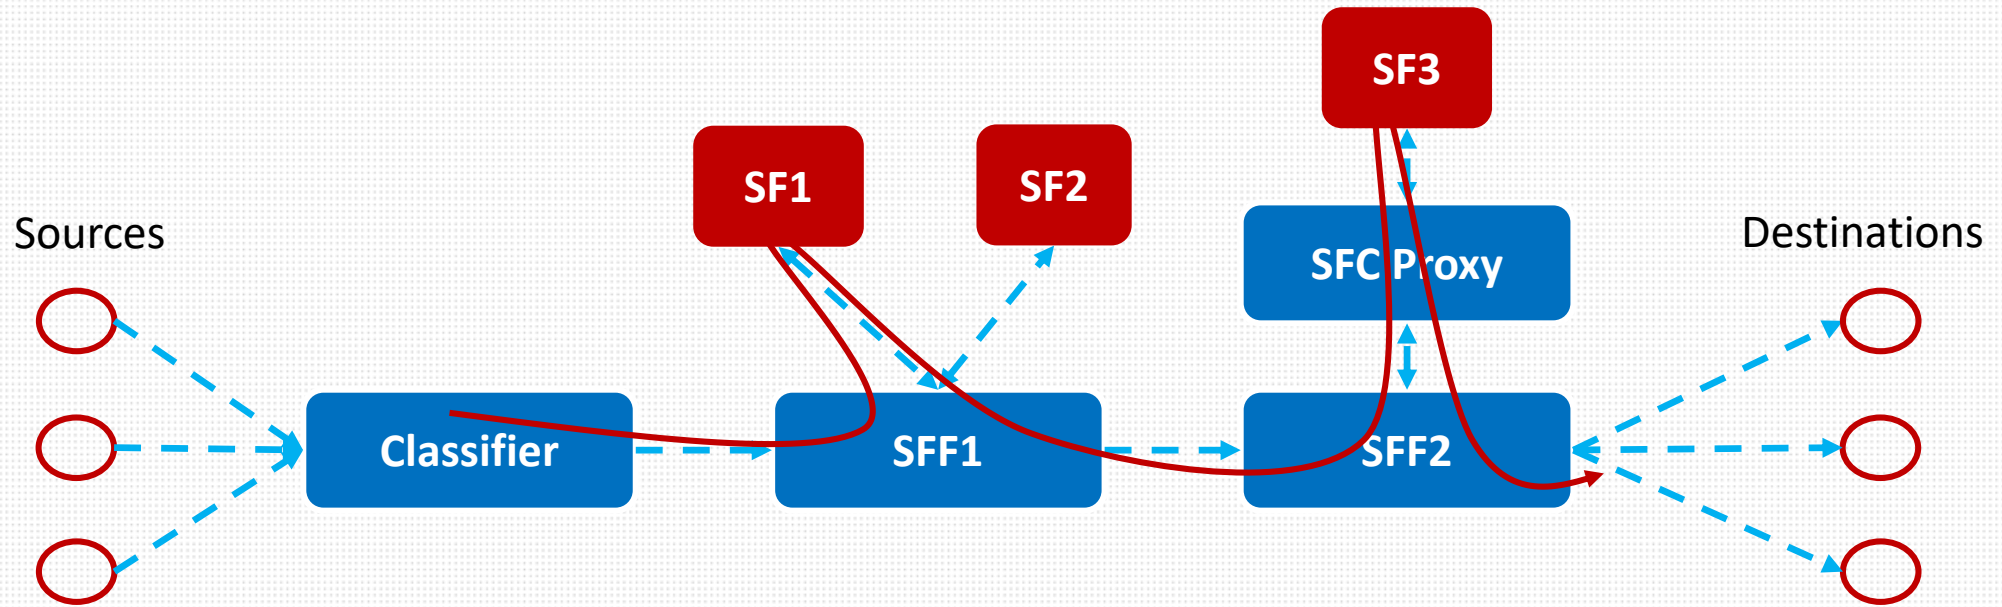 SF3
SF1
SF2
Sources
Destinations
SFC Proxy
Classifier
SFF1
SFF2